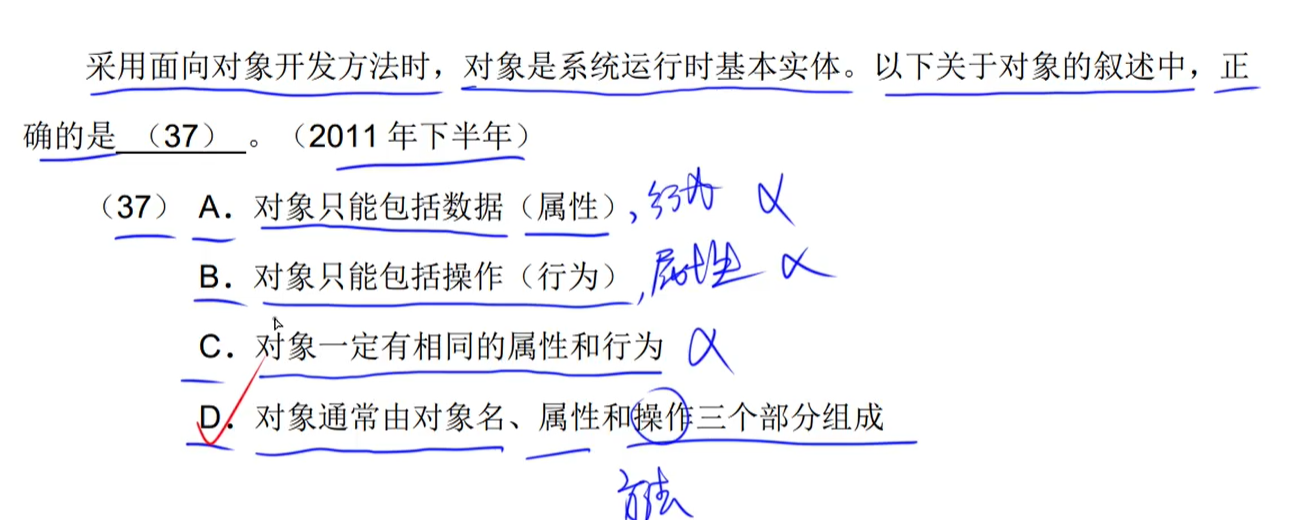 采用面向对象开发方法时，对象是系统运行时基本实体。以下关于对象的叙述中，正
确的是 （37） 。（2011 年下半年）
（37） A．对象只能包括数据（属性），行为
B．对象只能包括操作（行为），属性
C．对象一定有相同的属性和行为
D．对象通常由对象名、属性和操作三个部分组成
方法